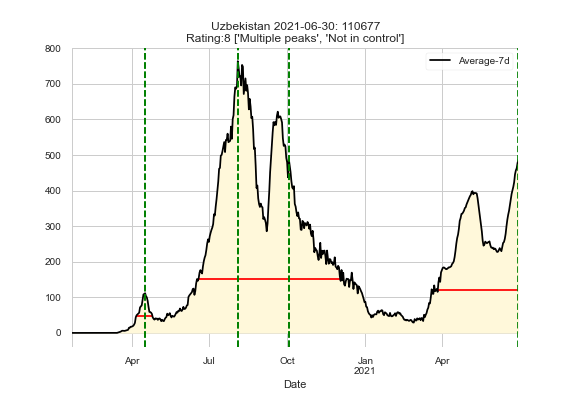 Uzbekistan 2021-06-30: 110677
Rating:8 ['Multiple peaks', 'Not in control']
Average-7d
800
700
600
500
400
300
200
100
0
Apr Jul Oct Jan Apr
2021
Date